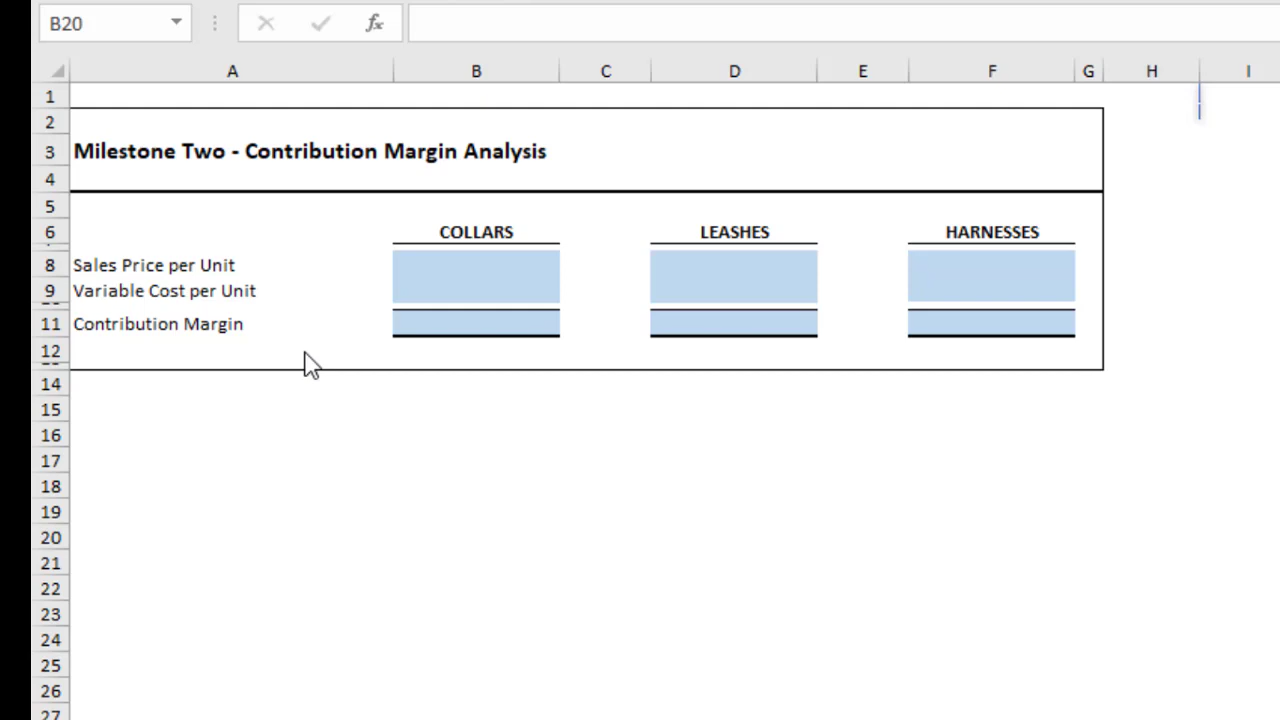 B20
fx
A B C D E F G H I
1
2
3 Milestone Two - Contribution Margin Analysis
4
5
6 COLLARS LEASHES HARNESSES
8 Sales Price per Unit
9 Variable Cost per Unit
11 Contribution Margin
12
14
15
16
17
18
19
20
21
22
23
24
25
26
27